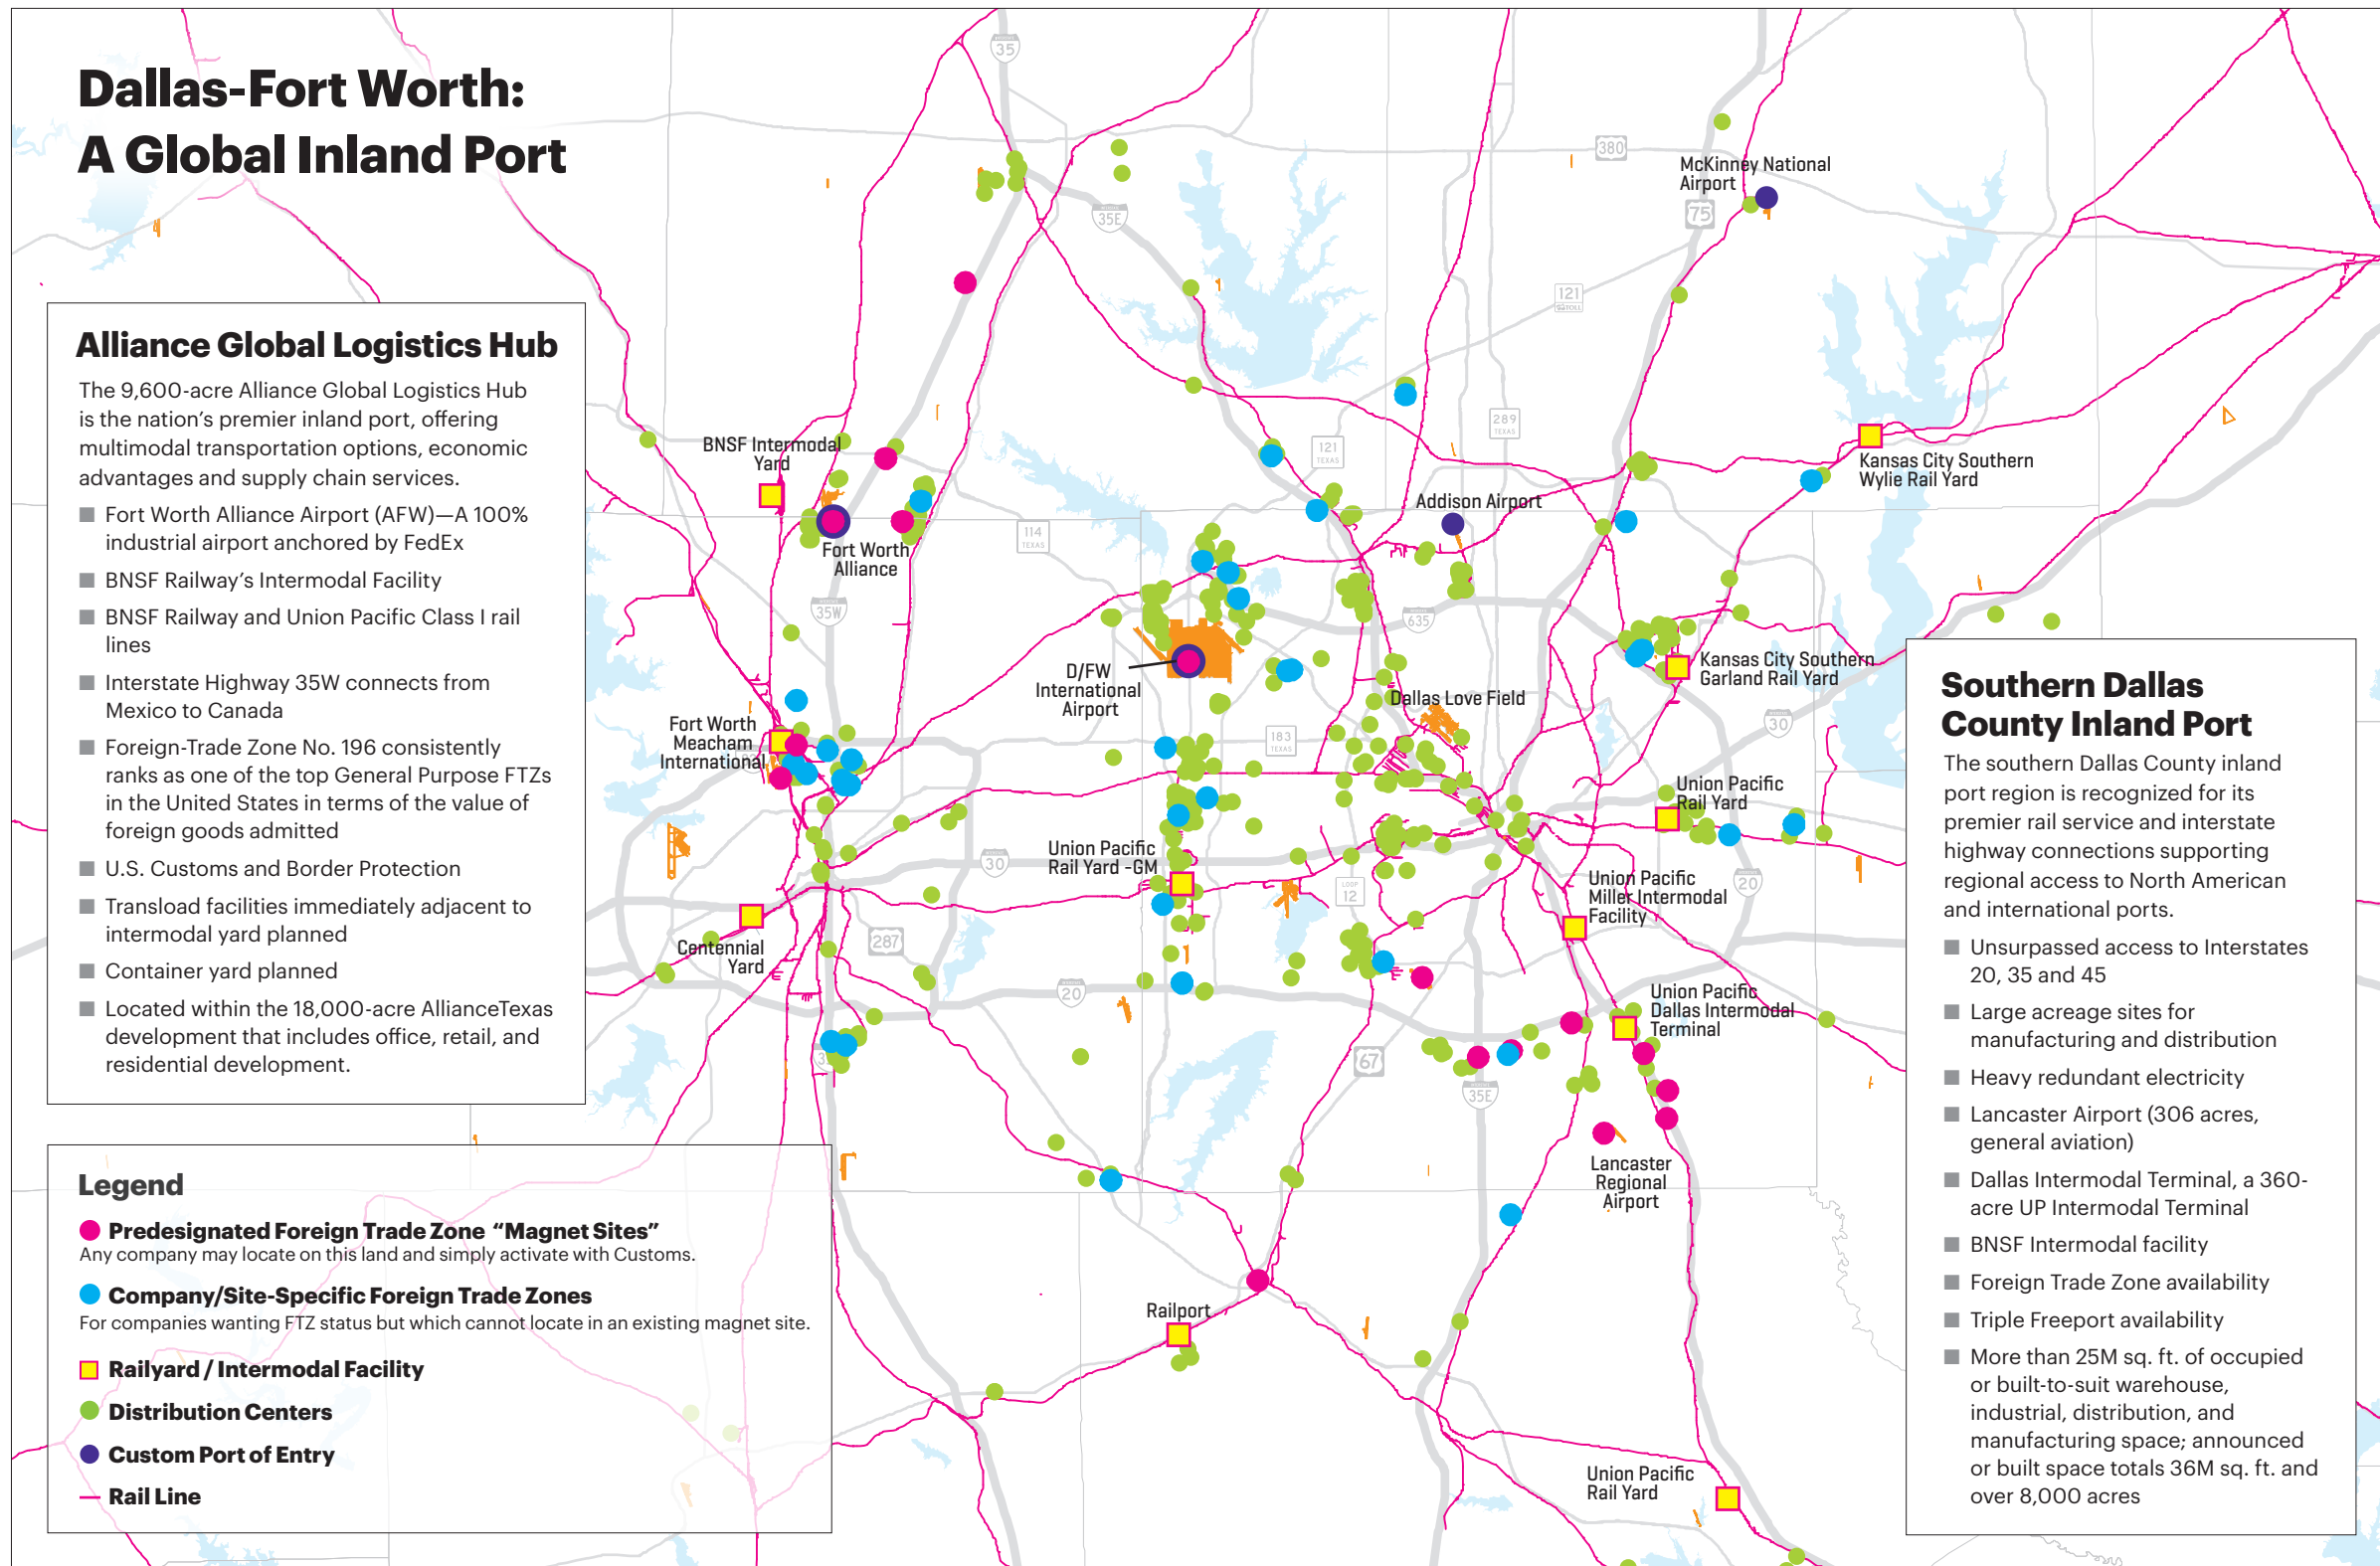 Dallas-Fort Worth:
A Global Inland Port
Alliance Global Logistics Hub
The 9,600-acre Alliance Global Logistics Hub
is the nation’s premier inland port, offering
multimodal transportation options, economic
advantages and supply chain services.
Fort Worth Alliance Airport (AFW)—A 100%
industrial airport anchored by FedEx
BNSF Railway’s Intermodal Facility
BNSF Railway and Union Pacific Class I rail
lines
Interstate Highway 35W connects from
Mexico to Canada
Foreign-Trade Zone No. 196 consistently
ranks as one of the top General Purpose FTZs
in the United States in terms of the value of
foreign goods admitted
U.S. Customs and Border Protection
Transload facilities immediately adjacent to
intermodal yard planned
Container yard planned
Located within the 18,000-acre AllianceTexas
development that includes office, retail, and
residential development.
Legend
Predesignated Foreign Trade Zone “Magnet Sites”
Any company may locate on this land and simply activate with Customs.
Company/Site-Specific Foreign Trade Zones
For companies wanting FTZ status but which cannot locate in an existing magnet site.
Railyard / Intermodal Facility
Distribution Centers
Custom Port of Entry
Rail Line
35
380
McKinney National
Airport
75
35E
121
TOLL
289
TEXAS
121
TEXAS
BNSF Intermodal
Yard
Kansas City Southern
Wylie Rail Yard
Addison Airport
114
TEXAS
Fort Worth
Alliance
35W
635
D/FW
International
Airport
Kansas City Southern
Garland Rail Yard
Dallas Love Field
30
Fort Worth
Meacham
International
183
TEXAS
Union Pacific
Rail Yard
Union Pacific
Rail Yard -GM
30
LOOP
12
20
Union Pacific
Miller Intermodal
Facility
Centennial
Yard
287
20
Union Pacific
Dallas Intermodal
Terminal
67
35E
Lancaster
Regional
Airport
Railport
Union Pacific
Rail Yard
Southern Dallas
County Inland Port
The southern Dallas County inland
port region is recognized for its
premier rail service and interstate
highway connections supporting
regional access to North American
and international ports.
Unsurpassed access to Interstates
20, 35 and 45
Large acreage sites for
manufacturing and distribution
Heavy redundant electricity
Lancaster Airport (306 acres,
general aviation)
Dallas Intermodal Terminal, a 360-
acre UP Intermodal Terminal
BNSF Intermodal facility
Foreign Trade Zone availability
Triple Freeport availability
More than 25M sq. ft. of occupied
or built-to-suit warehouse,
industrial, distribution, and
manufacturing space; announced
or built space totals 36M sq. ft. and
over 8,000 acres